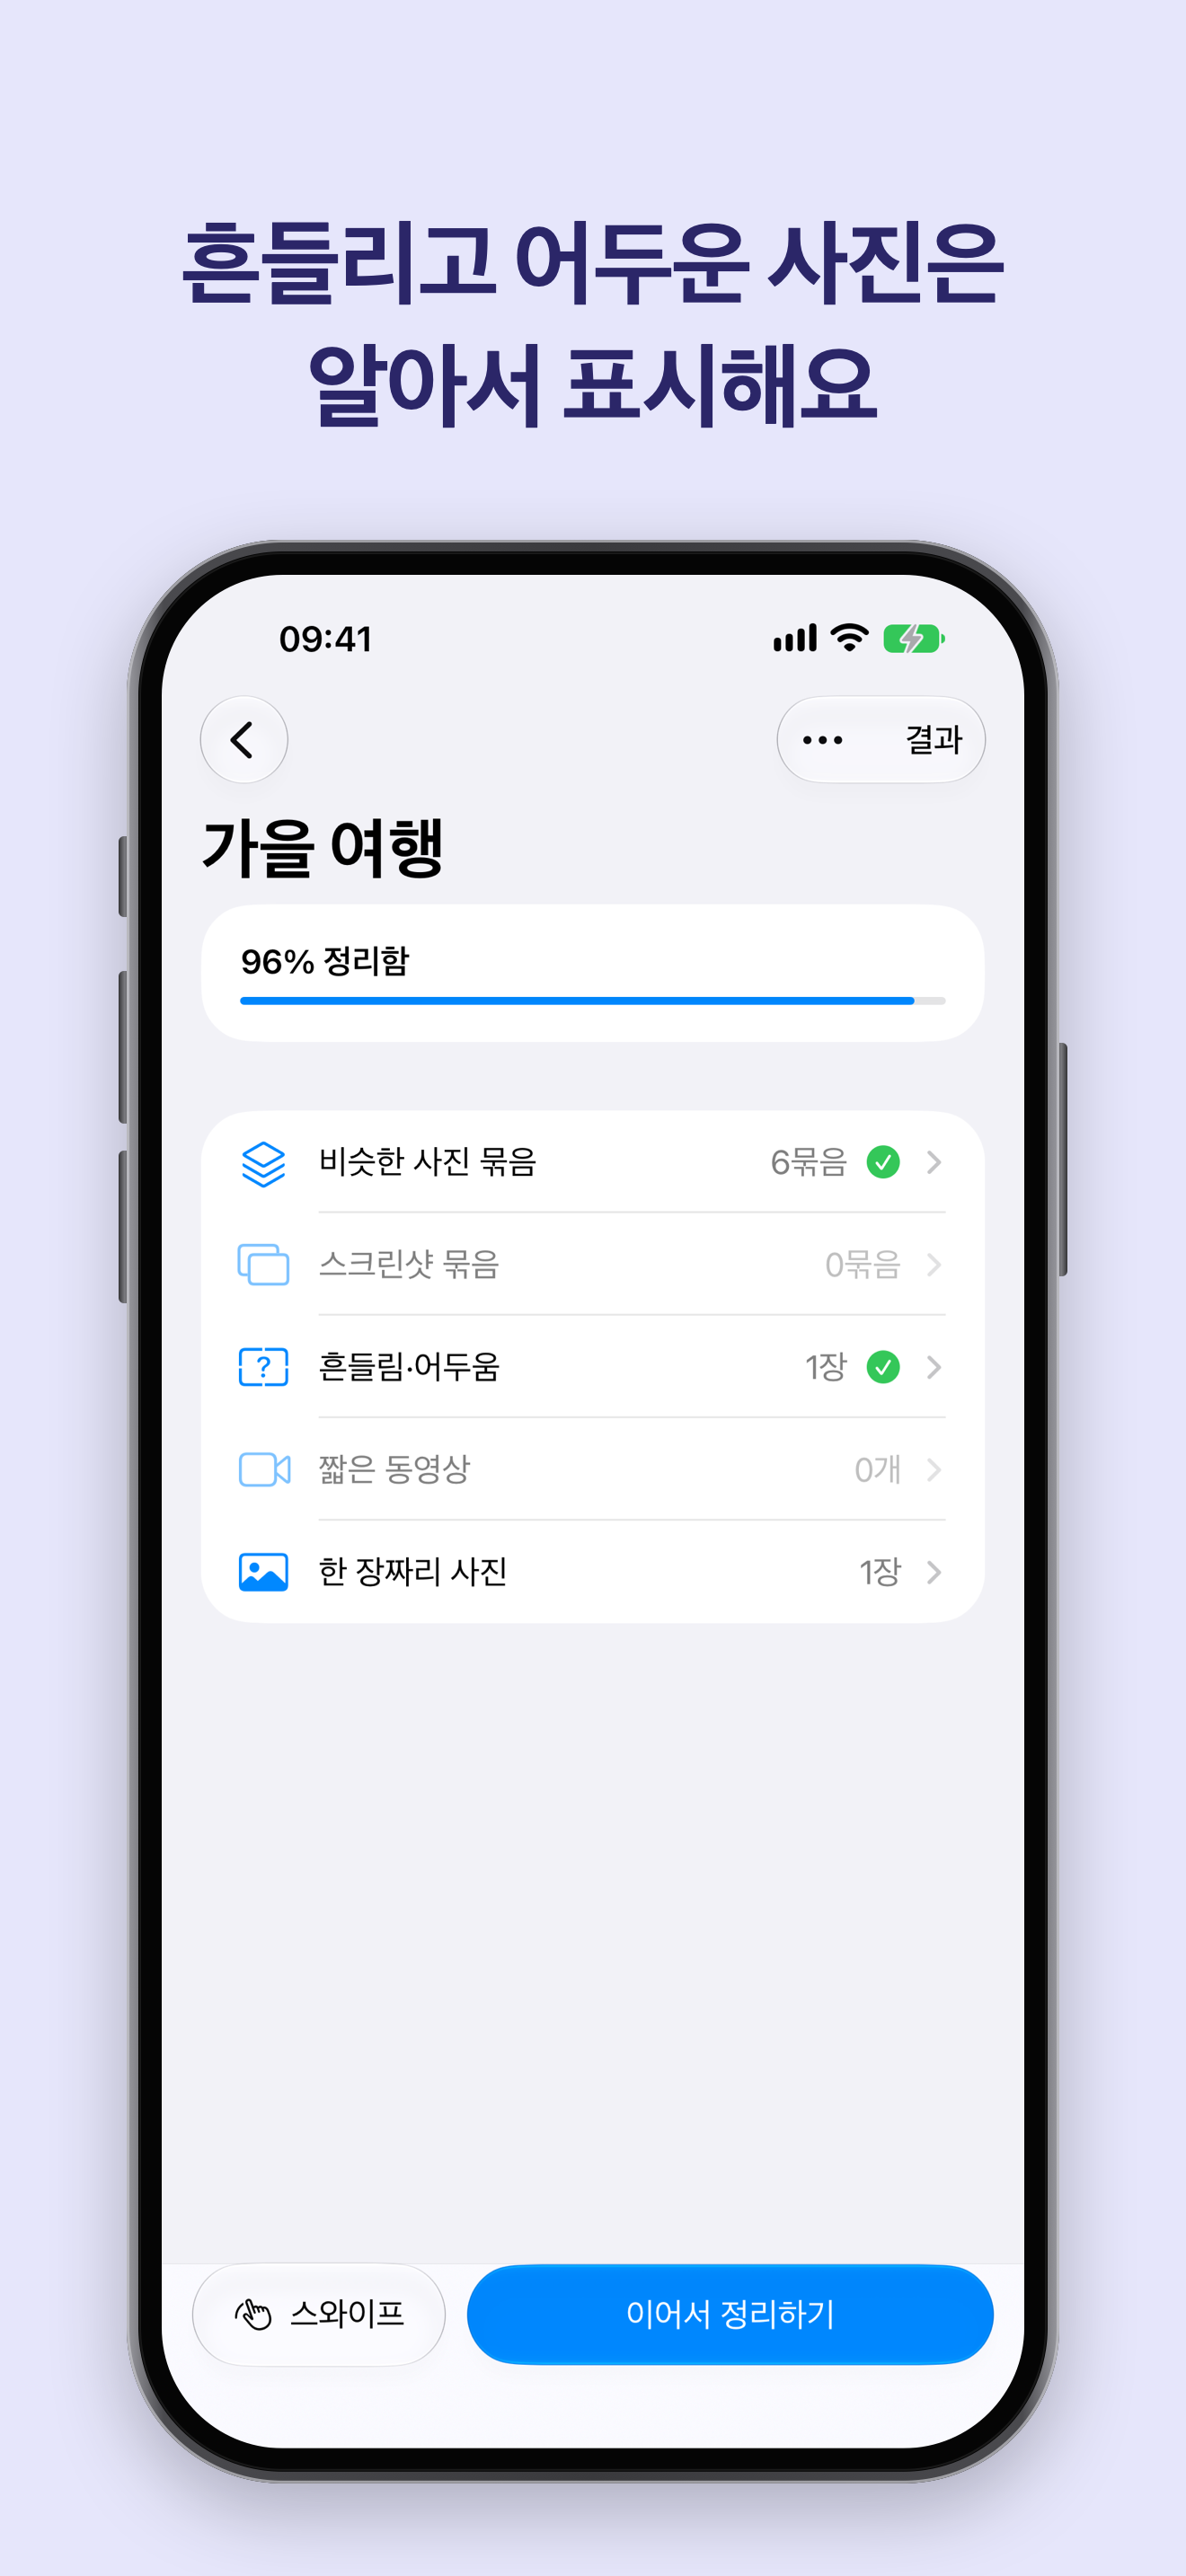 흔들리고 어두운 사진은
알아서 표시해요
09:41
결과
가을 여행
96% 정리함
비슷한 사진 묶음 6묶음
스크린샷 묶음 0묶음
흔들림·어두움 1장
짧은 동영상 0개
한 장짜리 사진 1장
스와이프 이어서 정리하기